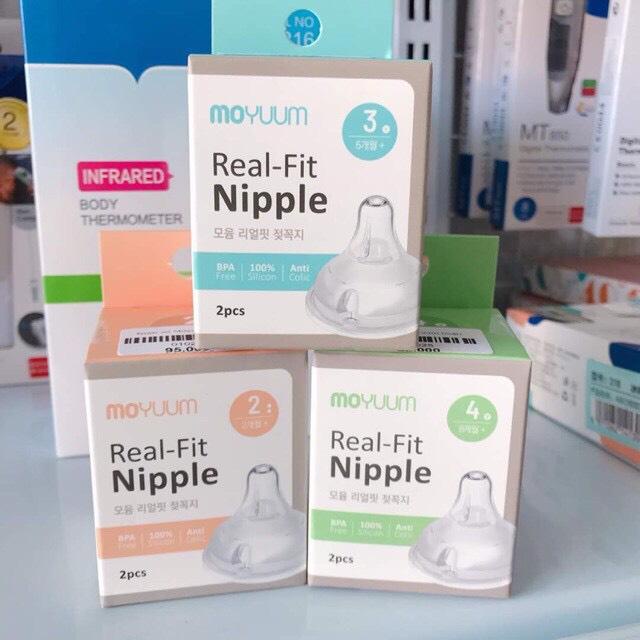 NO
216
2
INFRARED
BODY
THERMOMETER
MT
moyuum
3
6개월 +
Real-Fit
Nipple
모윰 리얼핏 젖꼭지
BPA Free
100% Silicon
Anti Colic
2pcs
moyuum
2
Real-Fit
Nipple
모윰 리얼핏 젖꼭지
BPA Free
100% Silicon
Anti Colic
2pcs
moyuum
4
Real-Fit
Nipple
모윰 리얼핏 젖꼭지
BPA Free
100% Silicon
Anti Colic
2pcs